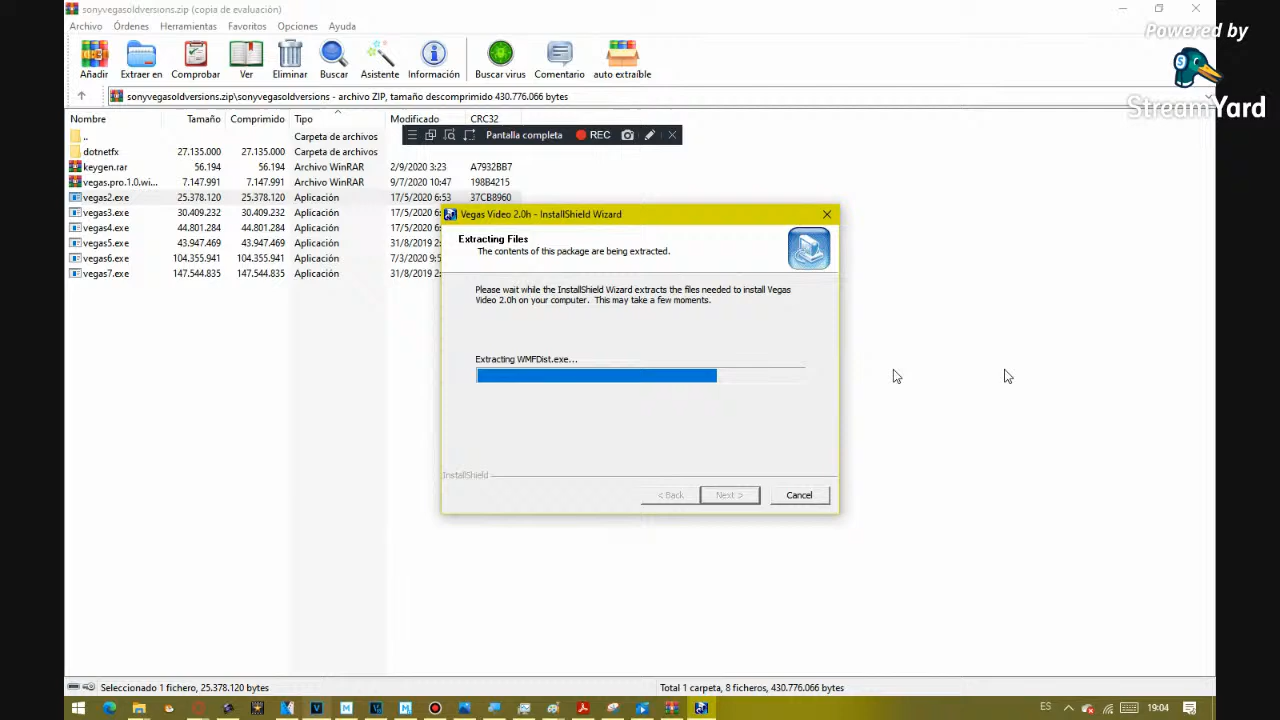 sonyvegasoldversions.zip (copia de evaluación)
Archivo Órdenes Herramientas Favoritos Opciones Ayuda
Powered by
StreamYard
Añadir Extraer en Comprobar Ver Eliminar Buscar Asistente Información Buscar virus Comentario auto extraíble
sonyvegasoldversions.zip\sonyvegasoldversions - archivo ZIP, tamaño descomprimido 430.776.066 bytes
Nombre Tamaño Comprimido Tipo Modificado CRC32
.. Carpeta de archivos
Pantalla completa REC
dotnetfx 27.135.000 27.135.000 Carpeta de archivos
keygen.rar 56.194 56.194 Archivo WinRAR 2/9/2020 3:23 A7932BB7
vegas.pro.1.0.wi... 7.147.991 7.147.991 Archivo WinRAR 9/7/2020 10:47 198B4215
vegas2.exe 25.378.120 25.378.120 Aplicación 17/5/2020 6:53 37CB8960
vegas3.exe 30.409.232 30.409.232 Aplicación 17/5/2020 6:
vegas4.exe 44.801.284 44.801.284 Aplicación 17/5/2020 6:
vegas5.exe 43.947.469 43.947.469 Aplicación 31/8/2019 2:
vegas6.exe 104.355.941 104.355.941 Aplicación 7/3/2020 9:5
vegas7.exe 147.544.835 147.544.835 Aplicación 31/8/2019 2:
Vegas Video 2.0h - InstallShield Wizard
Extracting Files
The contents of this package are being extracted.
Please wait while the InstallShield Wizard extracts the files needed to install Vegas
Video 2.0h on your computer. This may take a few moments.
Extracting WMFDist.exe...
InstallShield
< Back Next > Cancel
Seleccionado 1 fichero, 25.378.120 bytes
Total 1 carpeta, 8 ficheros, 430.776.066 bytes
ES 19:04